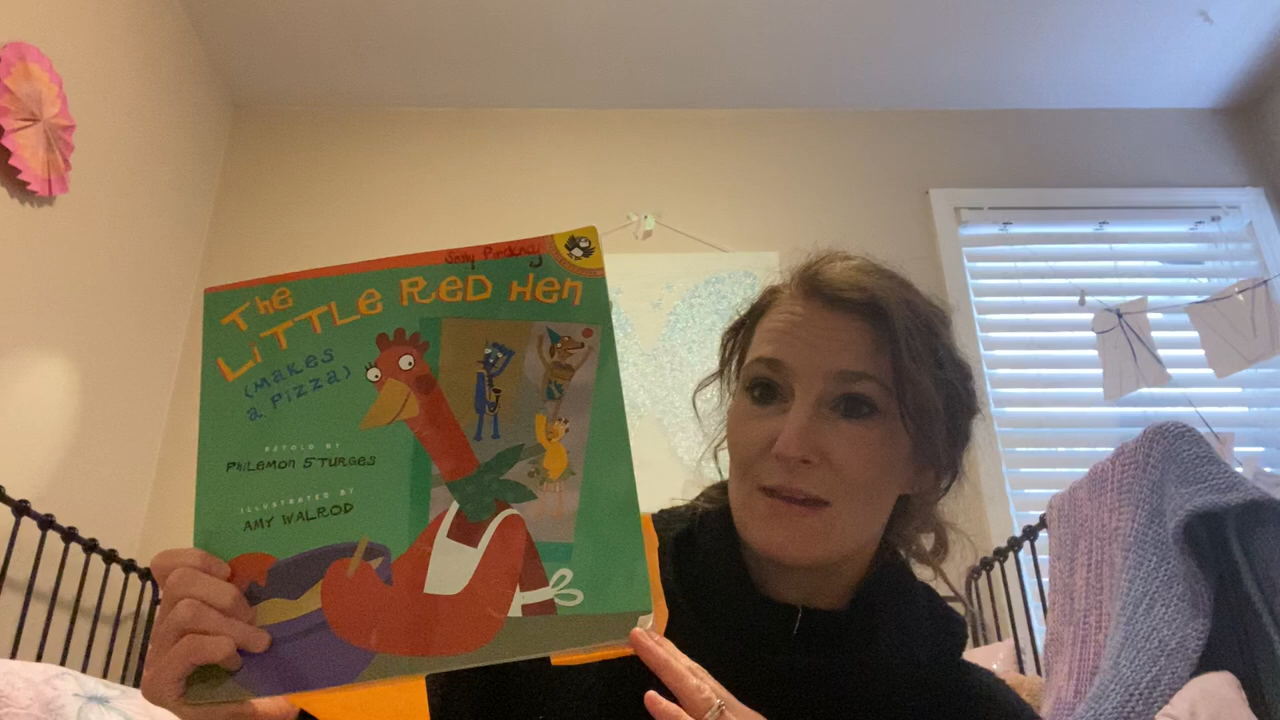 The
LiTTLE RED Hen
(Makes
a Pizza)
RETOLD BY
PHiLEMON STURGES
ILLUSTRATED BY
AMY WALROD